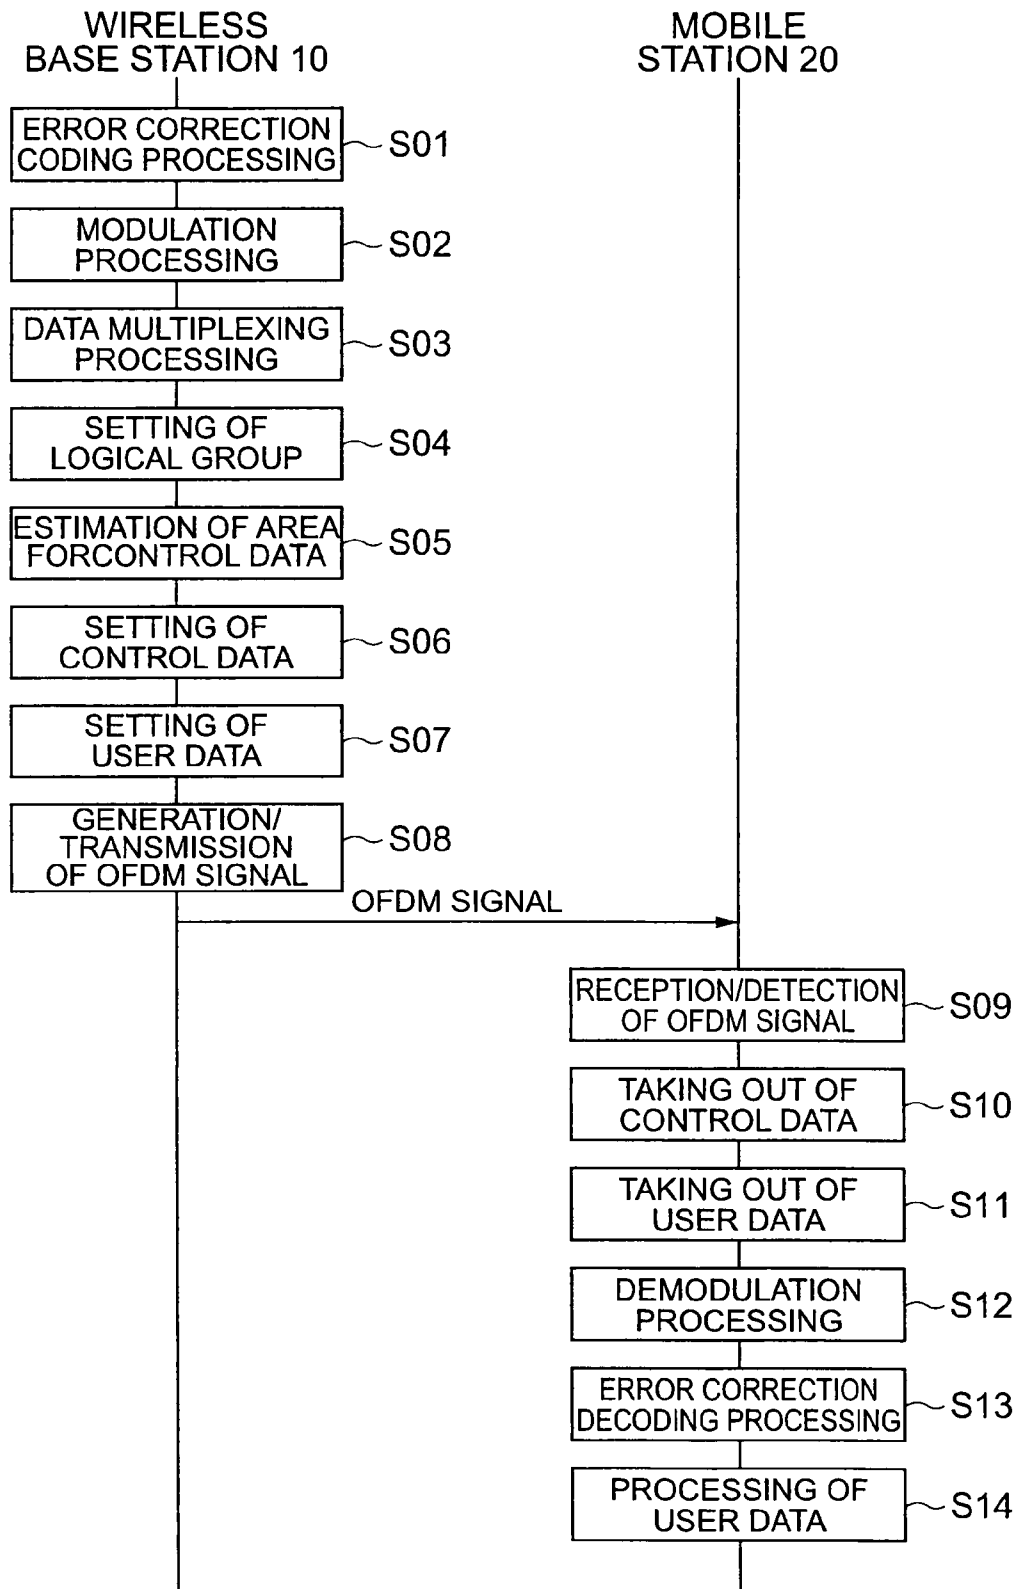 WIRELESS
BASE STATION 10
MOBILE
STATION 20
ERROR CORRECTION
CODING PROCESSING
S01
MODULATION
PROCESSING
S02
DATA MULTIPLEXING
PROCESSING
S03
SETTING OF
LOGICAL GROUP
S04
ESTIMATION OF AREA
FORCONTROL DATA
S05
SETTING OF
CONTROL DATA
S06
SETTING OF
USER DATA
S07
GENERATION/
TRANSMISSION
OF OFDM SIGNAL
S08
OFDM SIGNAL
RECEPTION/DETECTION
OF OFDM SIGNAL
S09
TAKING OUT OF
CONTROL DATA
S10
TAKING OUT OF
USER DATA
S11
DEMODULATION
PROCESSING
S12
ERROR CORRECTION
DECODING PROCESSING
S13
PROCESSING OF
USER DATA
S14